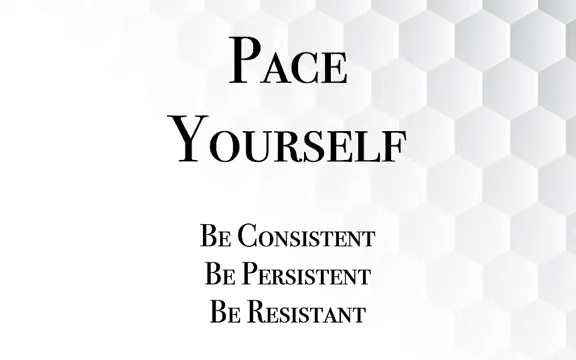 Pace
Yourself
Be Consistent
Be Persistent
Be Resistant